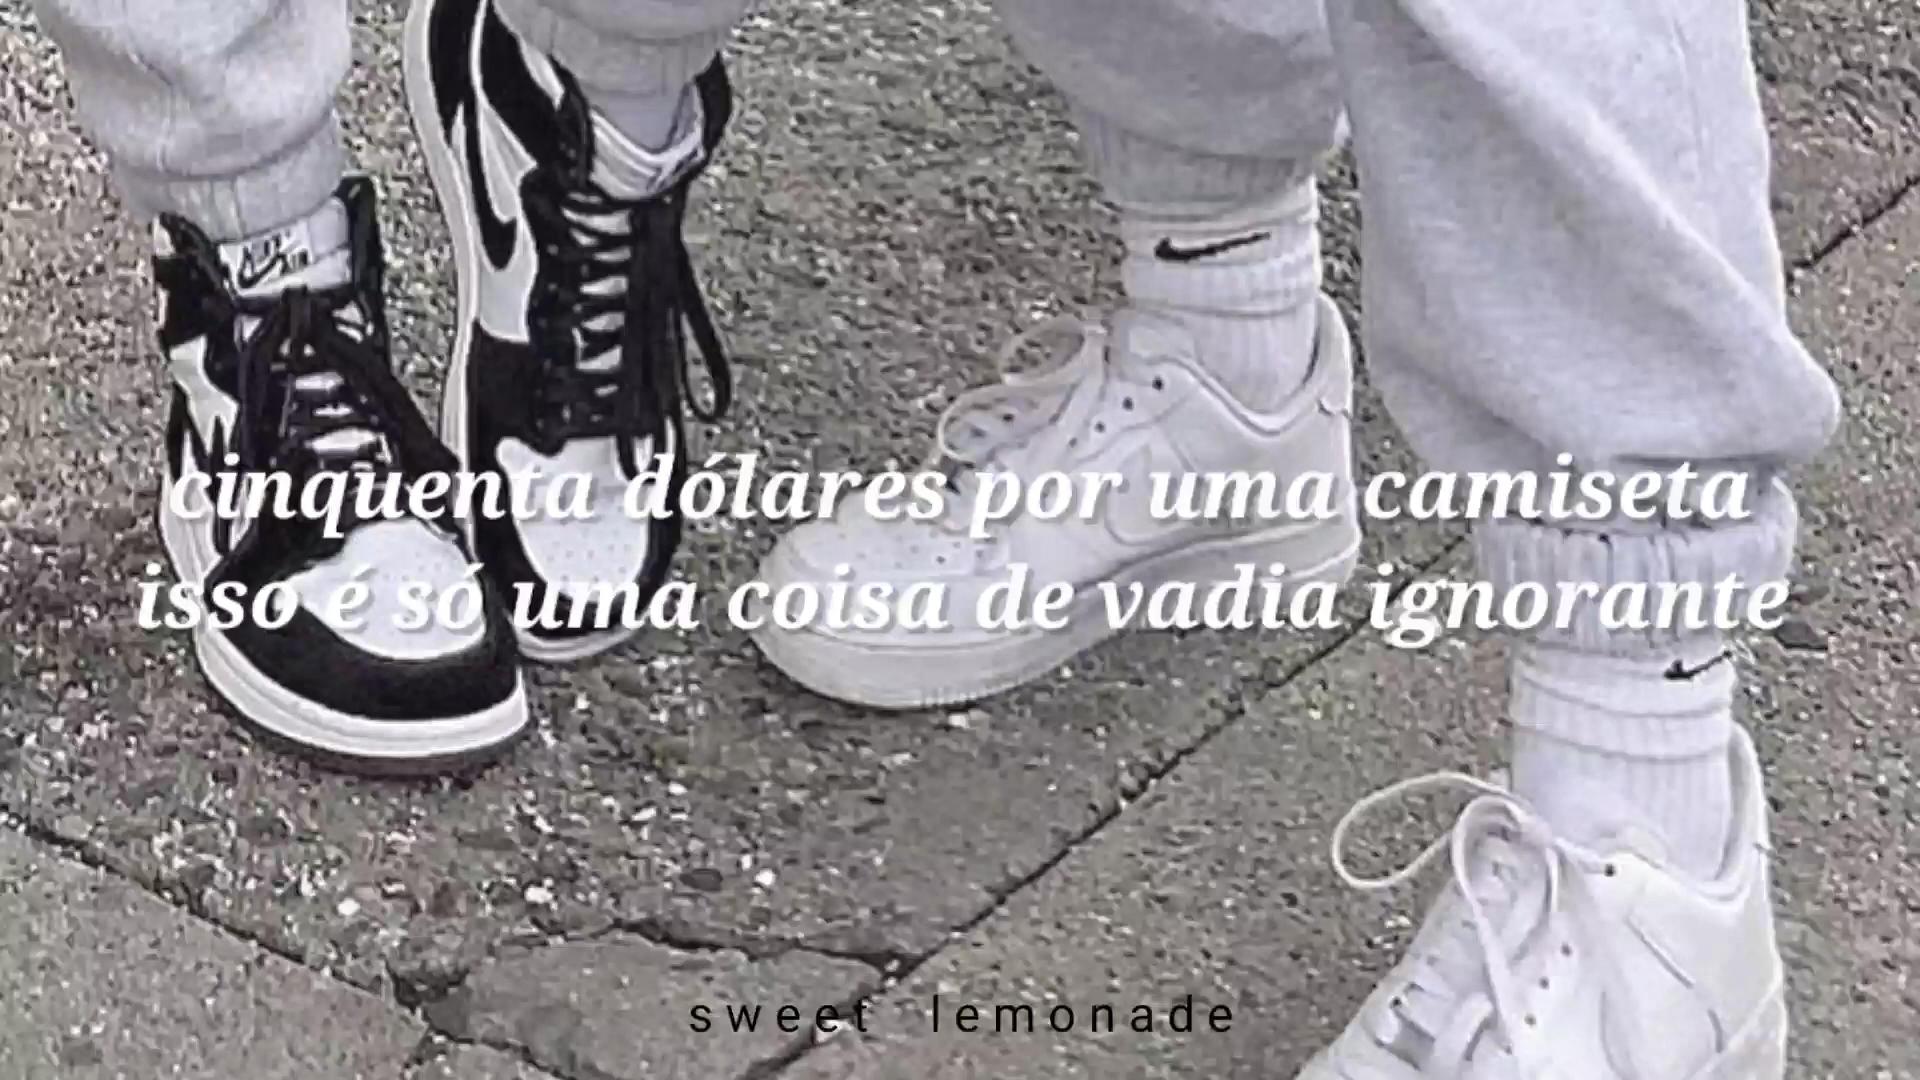 cinquenta dólares por uma camiseta
isso é só uma coisa de vadia ignorante
sweet lemonade